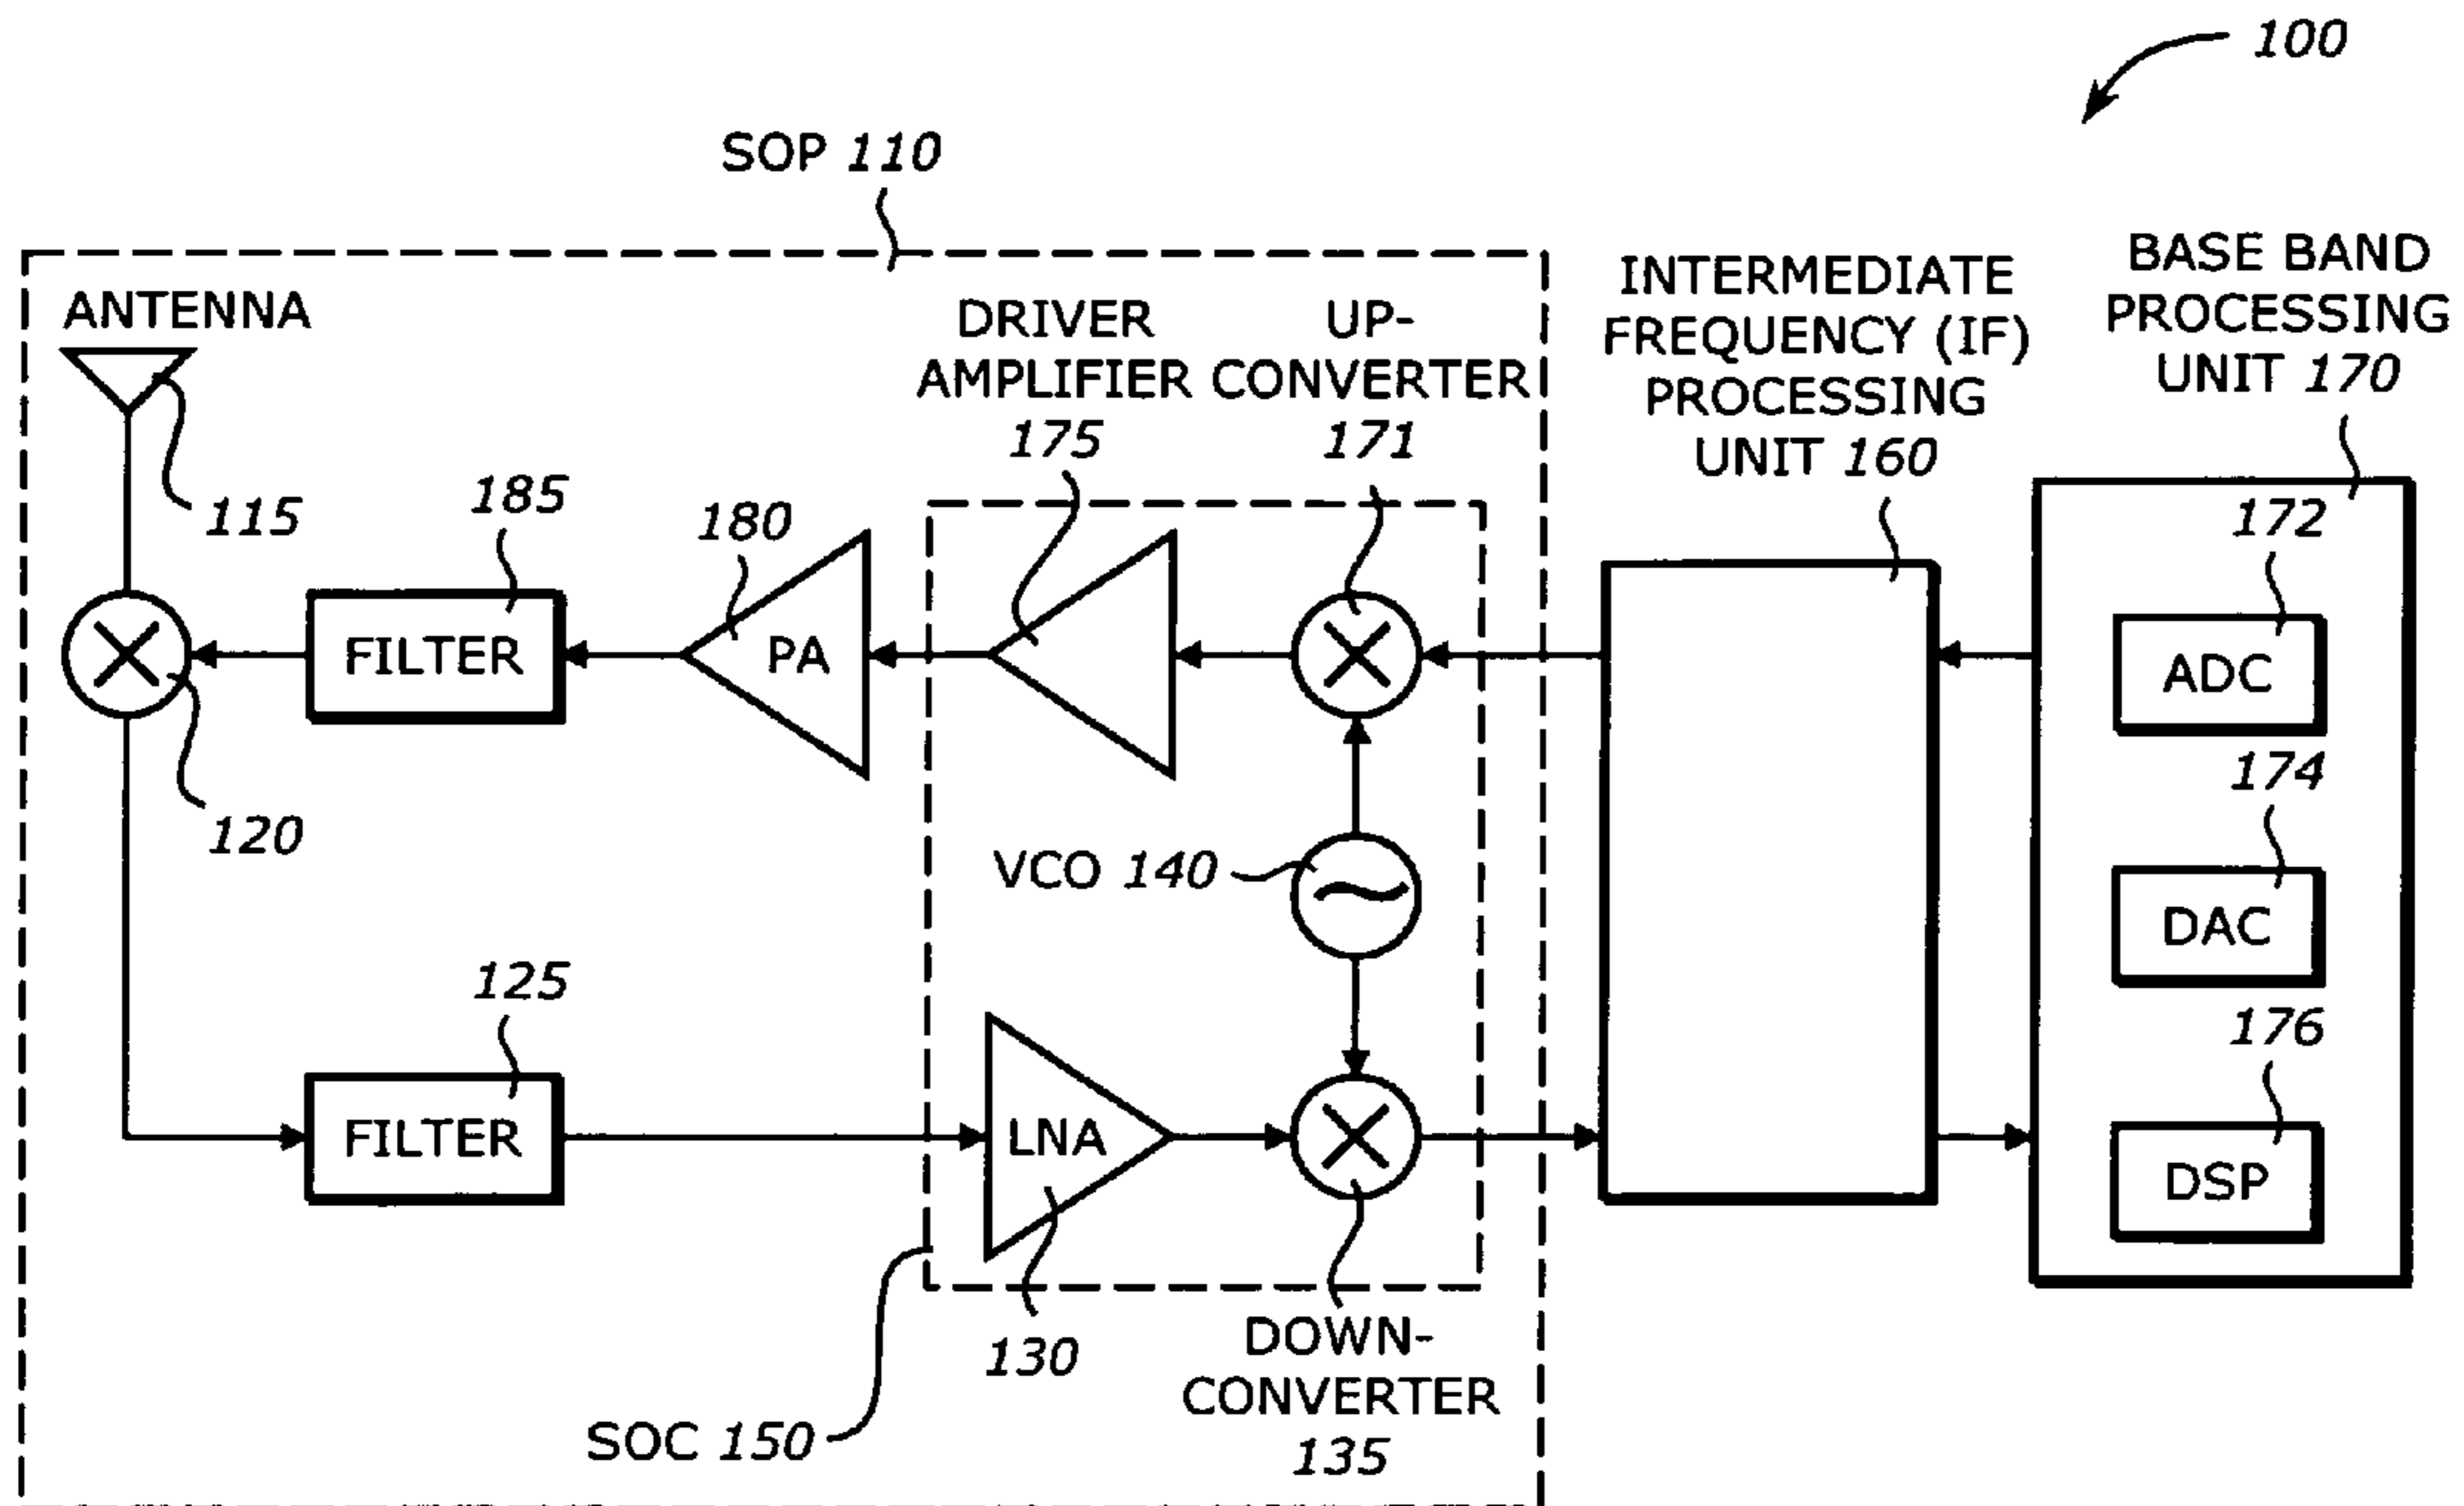 100
SOP 110
BASE BAND
PROCESSING
UNIT 170
INTERMEDIATE
FREQUENCY (IF)
PROCESSING
UNIT 160
ANTENNA
DRIVER
AMPLIFIER
175
UP-
CONVERTER
171
115
185
180
172
FILTER
PA
ADC
120
174
VCO 140
DAC
125
176
FILTER
LNA
DSP
130
DOWN-
CONVERTER
135
SOC 150